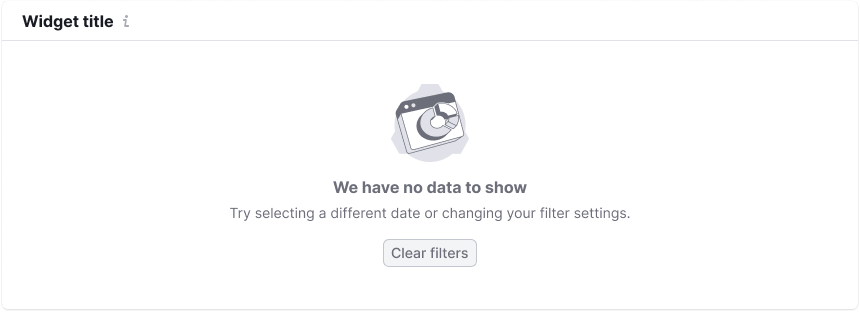 Widget title i
We have no data to show
Try selecting a different date or changing your filter settings.
Clear filters